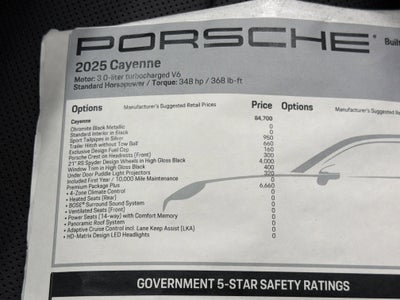 PORSCHE Built
2025 Cayenne
Motor: 3.0-liter turbocharged V6
Standard Horsepower / Torque: 348 hp / 368 lb-ft
Options Manufacturer's Suggested Retail Prices Price Options Manufacturer's Sug
Cayenne 84,700
Chromite Black Metallic 0
Standard Interior in Black 0
Sport Tailpipes in Silver 950
Trailer Hitch without Tow Ball 660
Exclusive Design Fuel Cap 160
Porsche Crest on Headrests (Front) 300
21" RS Spyder Design Wheels in High Gloss Black 4,000
Window Trim in High Gloss Black 400
Under Door Puddle Light Projectors 320
Included First Year / 10,000 Mile Maintenance 0
Premium Package Plus 6,660
• 4-Zone Climate Control 0
• Heated Seats (Rear) 0
• BOSE® Surround Sound System 0
• Ventilated Seats (Front) 0
• Power Seats (14-way) with Comfort Memory 0
• Panoramic Roof System 0
• Adaptive Cruise Control incl. Lane Keep Assist (LKA) 0
• HD-Matrix Design LED Headlights 0
GOVERNMENT 5-STAR SAFETY RATINGS